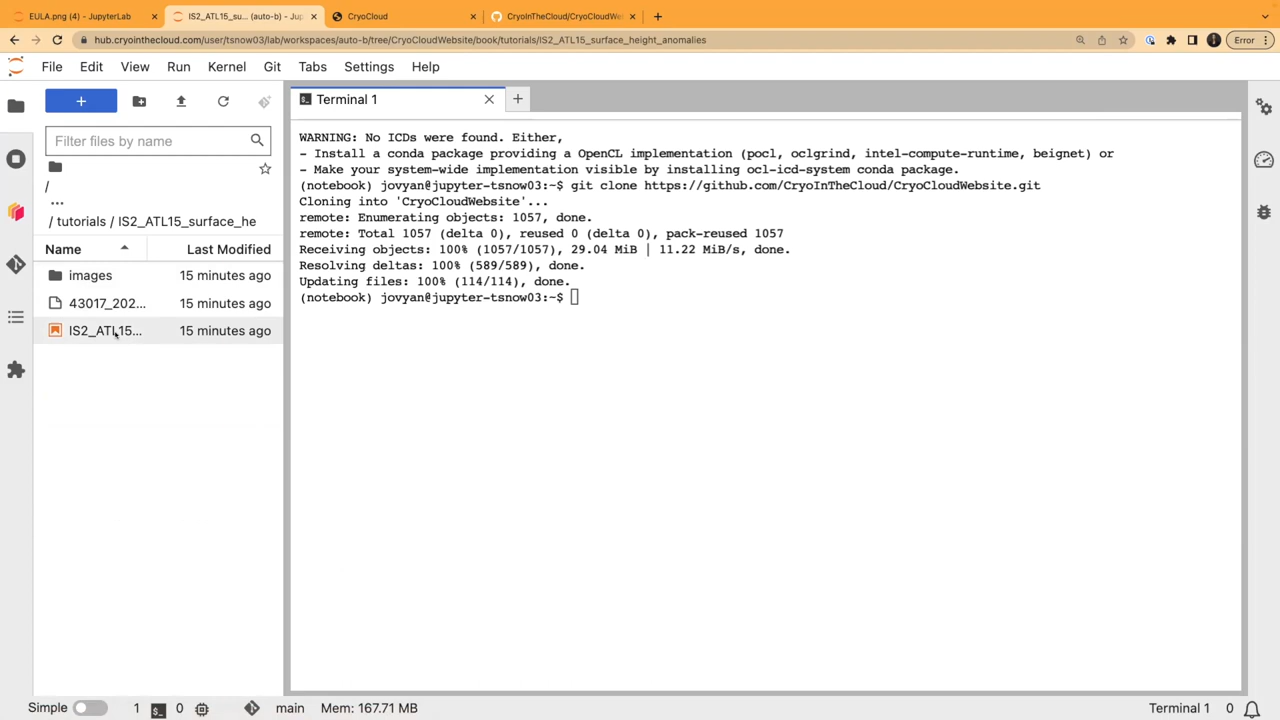 EULA.png (4) - JupyterLab
IS2_ATL15_su... (auto-b) - Jup
CryoCloud
CryoInTheCloud/CryoCloudWe
hub.cryointhecloud.com/user/tsnow03/lab/workspaces/auto-b/tree/CryoCloudWebsite/book/tutorials/IS2_ATL15_surface_height_anomalies
Error
File Edit View Run Kernel Git Tabs Settings Help
Terminal 1
Filter files by name
/
...
/ tutorials / IS2_ATL15_surface_he
Name Last Modified
images 15 minutes ago
43017_202... 15 minutes ago
IS2_ATL15... 15 minutes ago
WARNING: No ICDs were found. Either,
- Install a conda package providing a OpenCL implementation (pocl, oclgrind, intel-compute-runtime, beignet) or
- Make your system-wide implementation visible by installing ocl-icd-system conda package.
(notebook) jovyan@jupyter-tsnow03:~$ git clone https://github.com/CryoInTheCloud/CryoCloudWebsite.git
Cloning into 'CryoCloudWebsite'...
remote: Enumerating objects: 1057, done.
remote: Total 1057 (delta 0), reused 0 (delta 0), pack-reused 1057
Receiving objects: 100% (1057/1057), 29.04 MiB | 11.22 MiB/s, done.
Resolving deltas: 100% (589/589), done.
Updating files: 100% (114/114), done.
(notebook) jovyan@jupyter-tsnow03:~$
Simple 1 0 main Mem: 167.71 MB Terminal 1 0